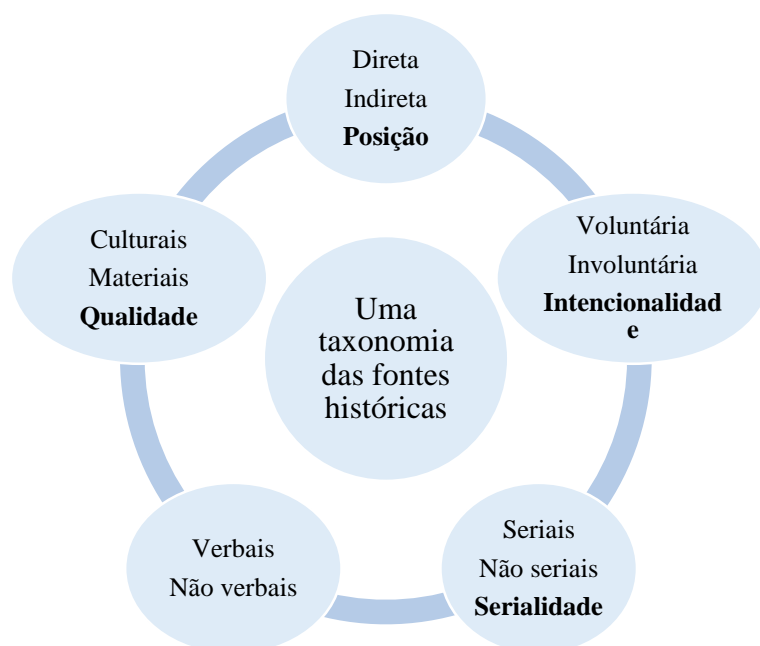 Direta
Indireta
Posição
Voluntária
Involuntária
Intencionalidad
e
Seriais
Não seriais
Serialidade
Verbais
Não verbais
Culturais
Materiais
Qualidade
Uma
taxonomia
das fontes
históricas